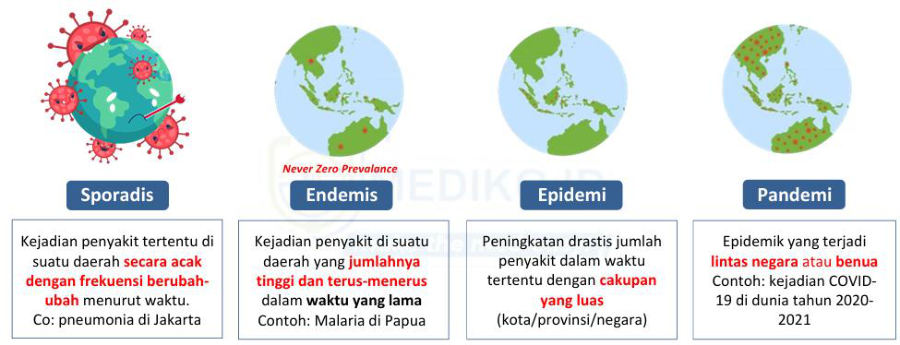 Never Zero Prevalance
Sporadis
Endemis
Epidemi
Pandemi
Kejadian penyakit tertentu di
suatu daerah secara acak
dengan frekuensi berubah-
ubah menurut waktu.
Co: pneumonia di Jakarta
Kejadian penyakit di suatu
daerah yang jumlahnya
tinggi dan terus-menerus
dalam waktu yang lama
Contoh: Malaria di Papua
Peningkatan drastis jumlah
penyakit dalam waktu
tertentu dengan cakupan
yang luas
(kota/provinsi/negara)
Epidemik yang terjadi
lintas negara atau benua
Contoh: kejadian COVID-
19 di dunia tahun 2020-
2021